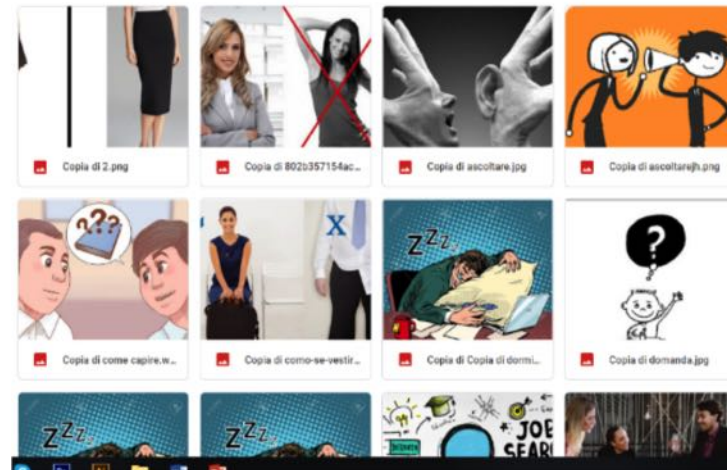 Copia di 2.png
Copia di 802b357154ac...
Copia di ascoltare.jpg
Copia di ascoltarejh.png
???
X
ZZZ
?
Copia di come capire.w...
Copia di como-se-vestir...
Copia di Copia di dormi...
Copia di domanda.jpg
ZZZ
ZZZ
JOB
SEAR